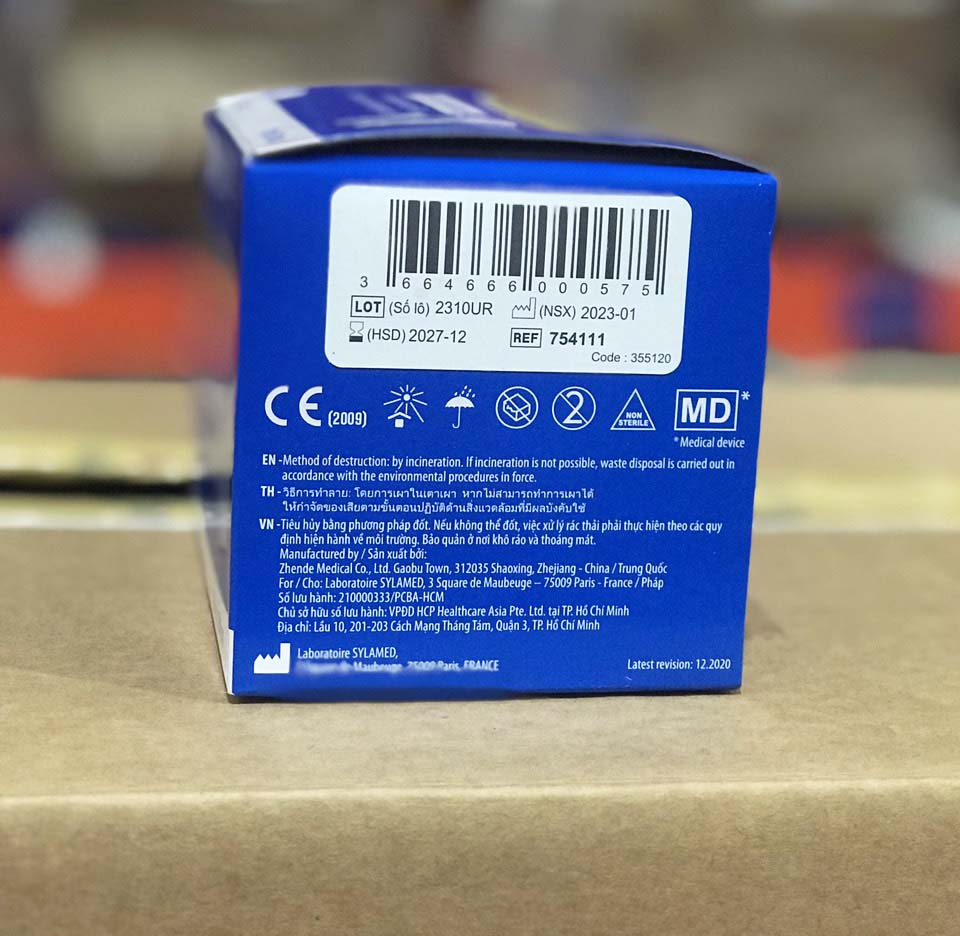 3 664666 000575
LOT (Số lô) 2310UR (NSX) 2023-01
(HSD) 2027-12 REF 754111
Code : 355120
CE (2009) 2 NON STERILE MD*
*Medical device
EN -Method of destruction: by incineration. If incineration is not possible, waste disposal is carried out in
accordance with the environmental procedures in force.
TH - วิธีการทำลาย: โดยการเผาในเตาเผา หากไม่สามารถทำการเผาได้
ให้กำจัดของเสียตามขั้นตอนปฏิบัติด้านสิ่งแวดล้อมที่มีผลบังคับใช้
VN -Tiêu hủy bằng phương pháp đốt. Nếu không thể đốt, việc xử lý rác thải phải thực hiện theo các quy
định hiện hành về môi trường. Bảo quản ở nơi khô ráo và thoáng mát.
Manufactured by / Sản xuất bởi:
Zhende Medical Co., Ltd. Gaobu Town, 312035 Shaoxing, Zhejiang - China / Trung Quốc
For / Cho: Laboratoire SYLAMED, 3 Square de Maubeuge – 75009 Paris - France / Pháp
Số lưu hành: 210000333/PCBA-HCM
Chủ sở hữu số lưu hành: VPĐD HCP Healthcare Asia Pte. Ltd. tại TP. Hồ Chí Minh
Địa chỉ: Lầu 10, 201-203 Cách Mạng Tháng Tám, Quận 3, TP. Hồ Chí Minh
Laboratoire SYLAMED,
de Maubeuge, 75009 Paris, FRANCE
Latest revision: 12.2020